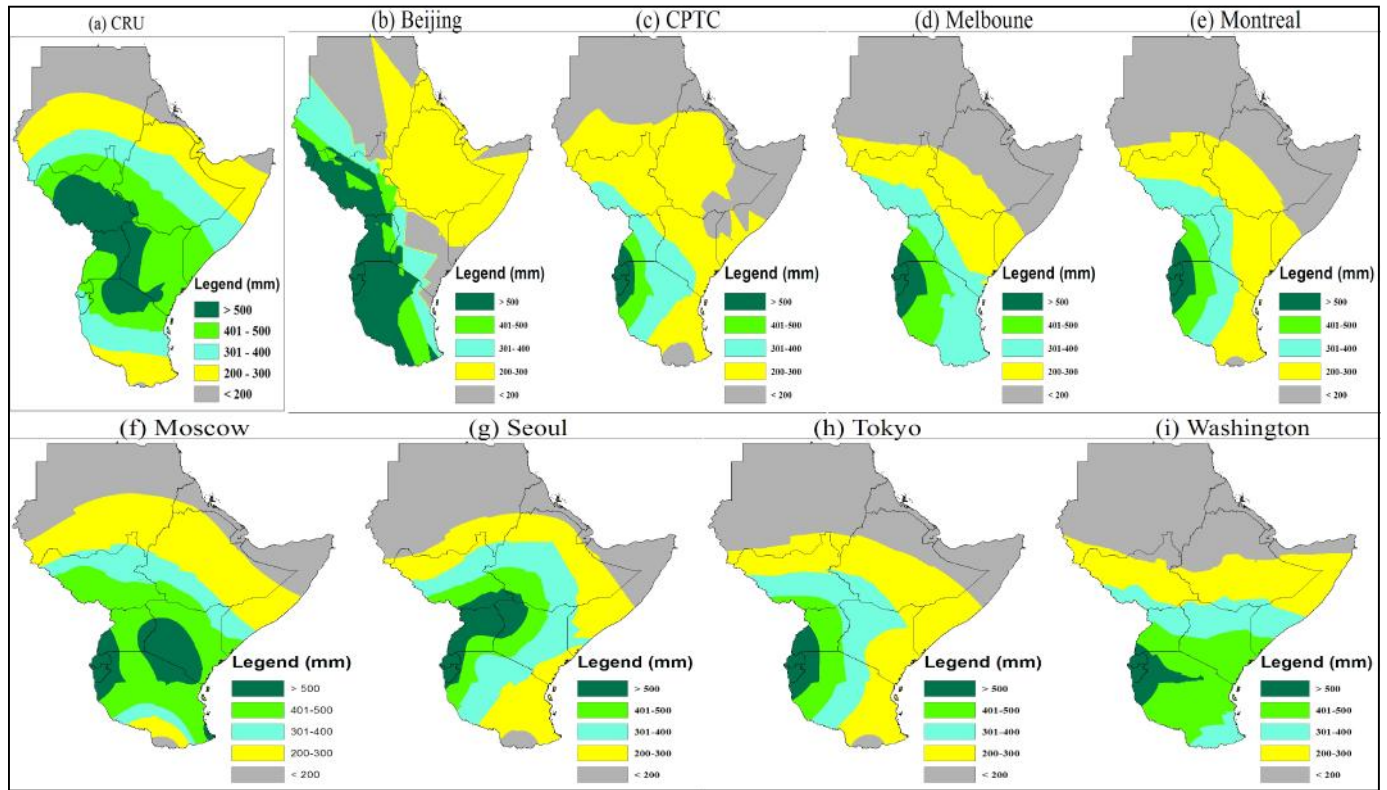 (a) CRU
(b) Beijing
(c) CPTC
(d) Melboune
(e) Montreal
Legend (mm)
> 500
401 - 500
301 - 400
200 - 300
< 200
Legend (mm)
> 500
401-500
301-400
200-300
< 200
Legend (mm)
> 500
401-500
301-400
200-300
< 200
Legend (mm)
> 500
401-500
301-400
200-300
< 200
Legend (mm)
> 500
401-500
301-400
200-300
< 200
(f) Moscow
(g) Seoul
(h) Tokyo
(i) Washington
Legend (mm)
> 500
401-500
301-400
200-300
< 200
Legend (mm)
> 500
401-500
301-400
200-300
< 200
Legend (mm)
> 500
401-500
301-400
200-300
< 200
Legend (mm)
> 500
401-500
301-400
200-300
< 200